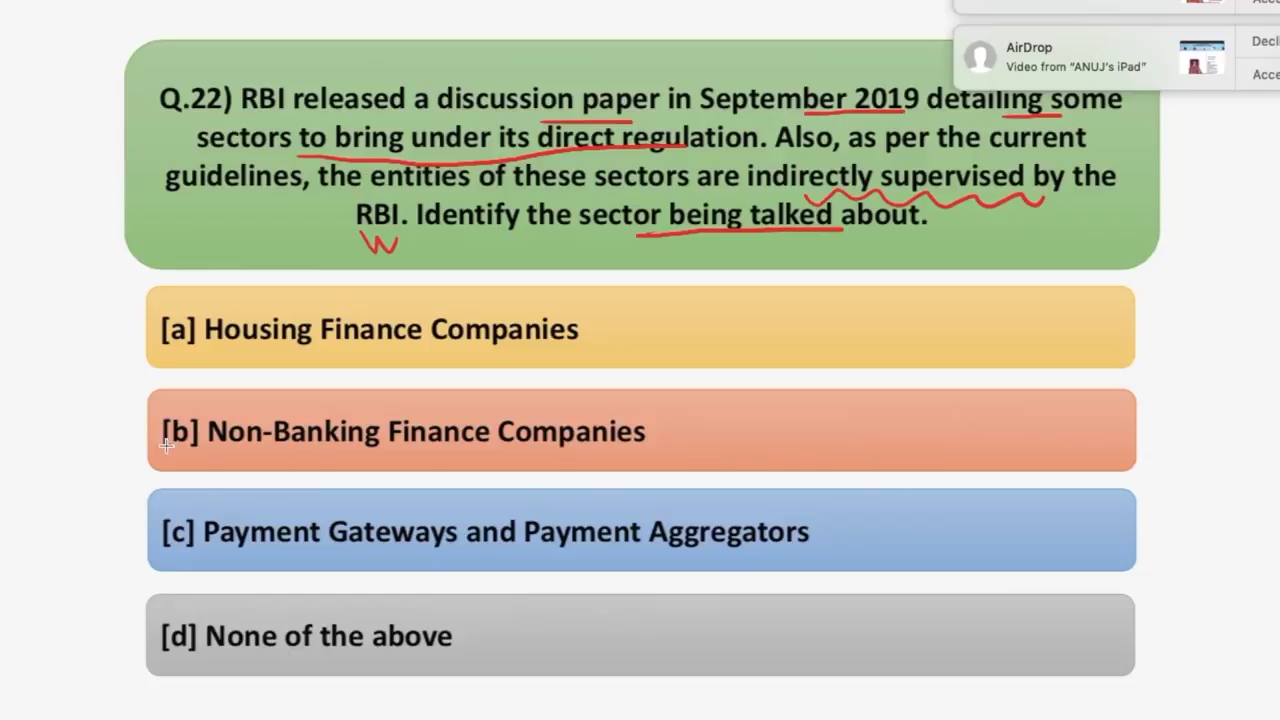 AirDrop
Video from “ANUJ’s iPad”
Q.22) RBI released a discussion paper in September 2019 detailing some
sectors to bring under its direct regulation. Also, as per the current
guidelines, the entities of these sectors are indirectly supervised by the
RBI. Identify the sector being talked about.
[a] Housing Finance Companies
[b] Non-Banking Finance Companies
[c] Payment Gateways and Payment Aggregators
[d] None of the above